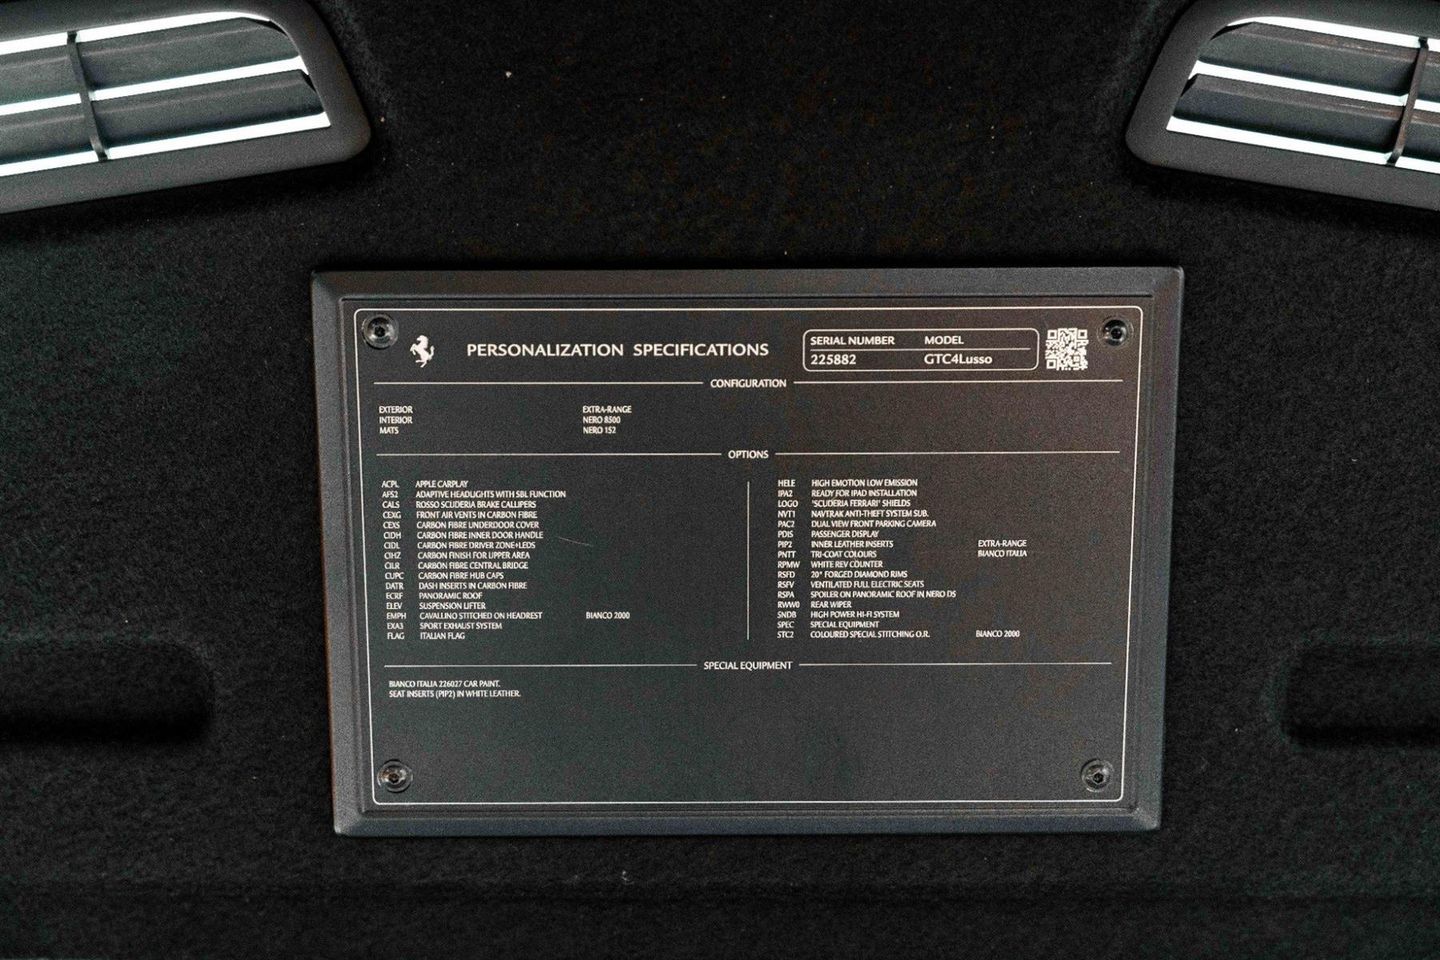 PERSONALIZATION SPECIFICATIONS
SERIAL NUMBER MODEL
225882 GTC4Lusso
CONFIGURATION
EXTERIOR EXTRA-RANGE
INTERIOR NERO 8500
MATS NERO 152
OPTIONS
ACPL APPLE CARPLAY
AFS2 ADAPTIVE HEADLIGHTS WITH SBL FUNCTION
CALS ROSSO SCUDERIA BRAKE CALLIPERS
CEXG FRONT AIR VENTS IN CARBON FIBRE
CEXS CARBON FIBRE UNDERDOOR COVER
CIDH CARBON FIBRE INNER DOOR HANDLE
CIDL CARBON FIBRE DRIVER ZONE+LEDS
CIHZ CARBON FINISH FOR UPPER AREA
CILR CARBON FIBRE CENTRAL BRIDGE
CUPC CARBON FIBRE HUB CAPS
DATR DASH INSERTS IN CARBON FIBRE
ECRF PANORAMIC ROOF
ELEV SUSPENSION LIFTER
EMPH CAVALLINO STITCHED ON HEADREST BIANCO 2000
EXA3 SPORT EXHAUST SYSTEM
FLAG ITALIAN FLAG
HELE HIGH EMOTION LOW EMISSION
IPA2 READY FOR IPAD INSTALLATION
LOGO "SCUDERIA FERRARI" SHIELDS
NVT1 NAVTRAK ANTI-THEFT SYSTEM SUB.
PAC2 DUAL VIEW FRONT PARKING CAMERA
PDIS PASSENGER DISPLAY
PIP2 INNER LEATHER INSERTS EXTRA-RANGE
PNTT TRI-COAT COLOURS BIANCO ITALIA
RPMW WHITE REV COUNTER
RSFD 20" FORGED DIAMOND RIMS
RSFV VENTILATED FULL ELECTRIC SEATS
RSPA SPOILER ON PANORAMIC ROOF IN NERO DS
RWW0 REAR WIPER
SNDB HIGH POWER HI-FI SYSTEM
SPEC SPECIAL EQUIPMENT
STC2 COLOURED SPECIAL STITCHING O.R. BIANCO 2000
SPECIAL EQUIPMENT
BIANCO ITALIA 226027 CAR PAINT.
SEAT INSERTS (PIP2) IN WHITE LEATHER.